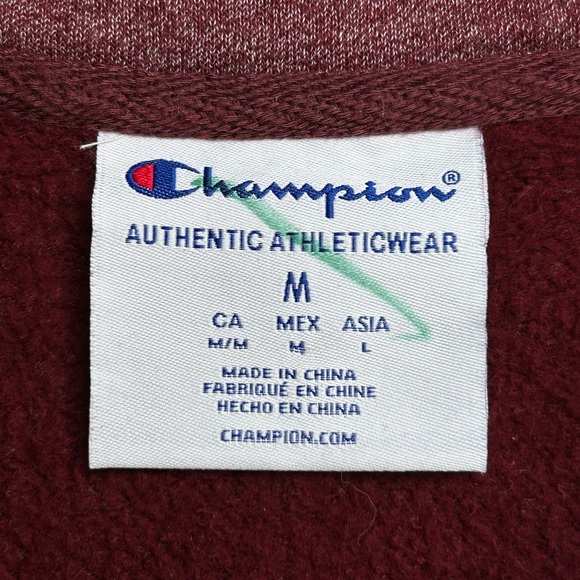 Champion®
AUTHENTIC ATHLETICWEAR
M
CA MEX ASIA
M/M M L
MADE IN CHINA
FABRIQUÉ EN CHINE
HECHO EN CHINA
CHAMPION.COM